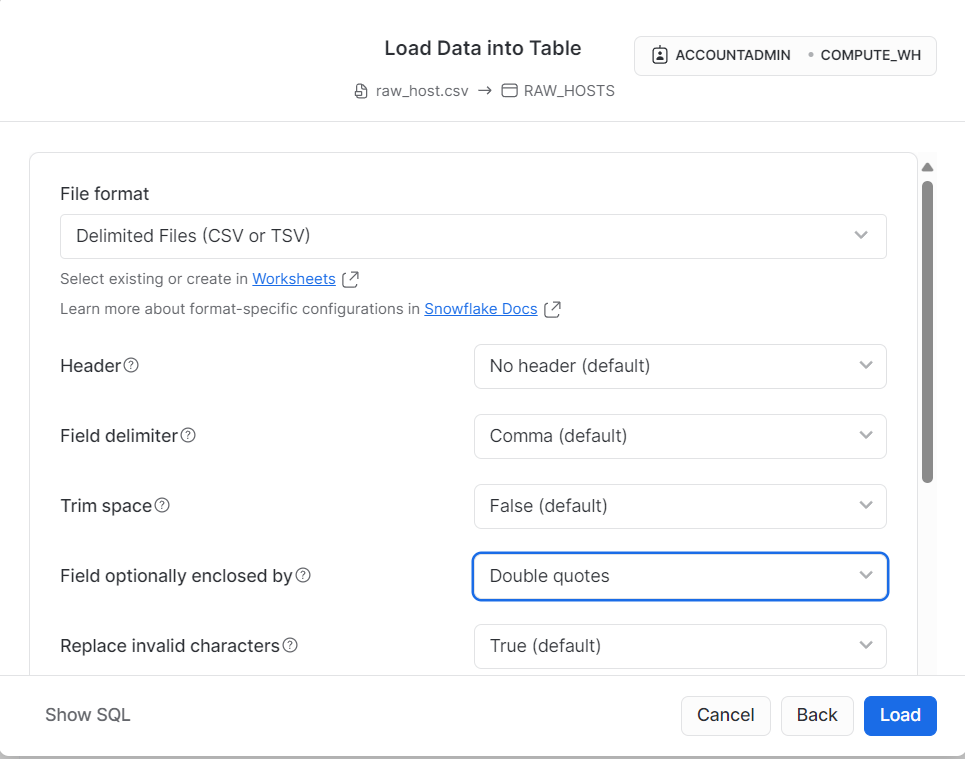 Load Data into Table
ACCOUNTADMIN • COMPUTE_WH
raw_host.csv → RAW_HOSTS
File format
Delimited Files (CSV or TSV)
Select existing or create in Worksheets
Learn more about format-specific configurations in Snowflake Docs
Header
No header (default)
Field delimiter
Comma (default)
Trim space
False (default)
Field optionally enclosed by
Double quotes
Replace invalid characters
True (default)
Show SQL
Cancel
Back
Load